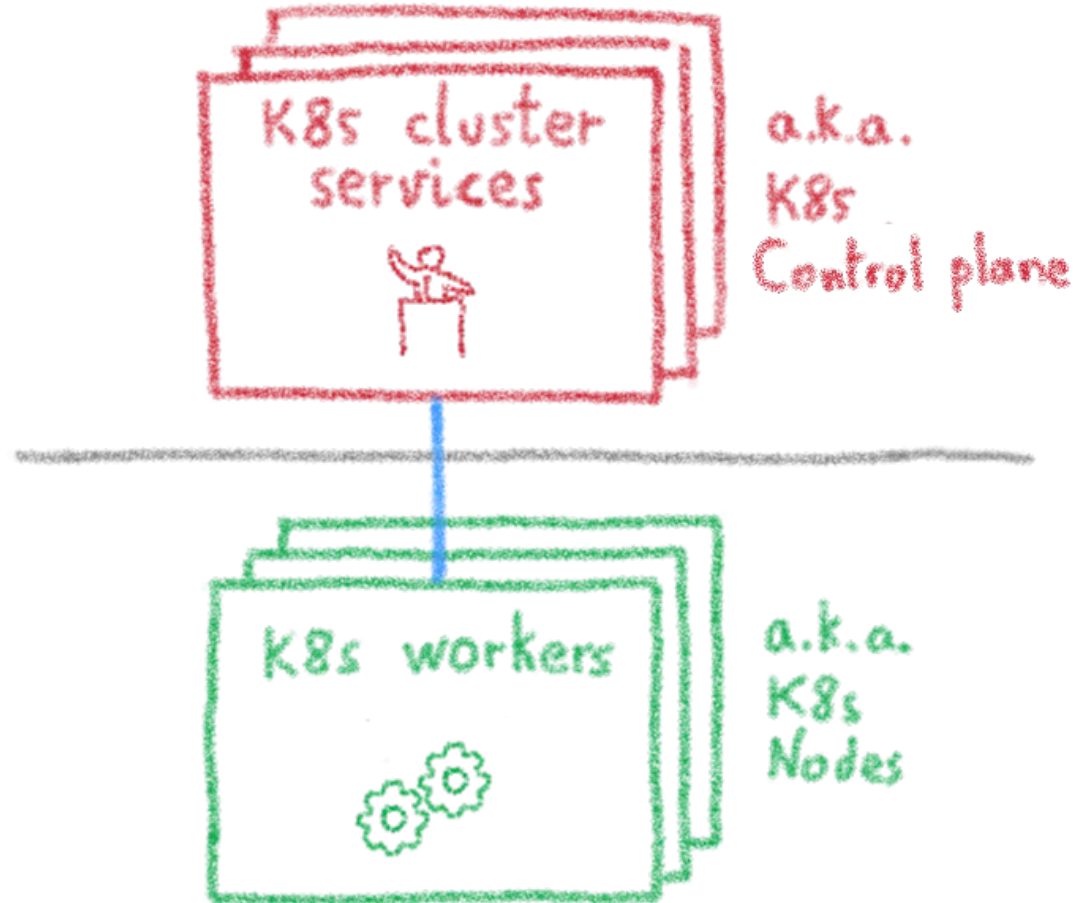 K8s cluster
services
a.k.a.
K8s
Control plane
K8s workers
a.k.a.
K8s
Nodes